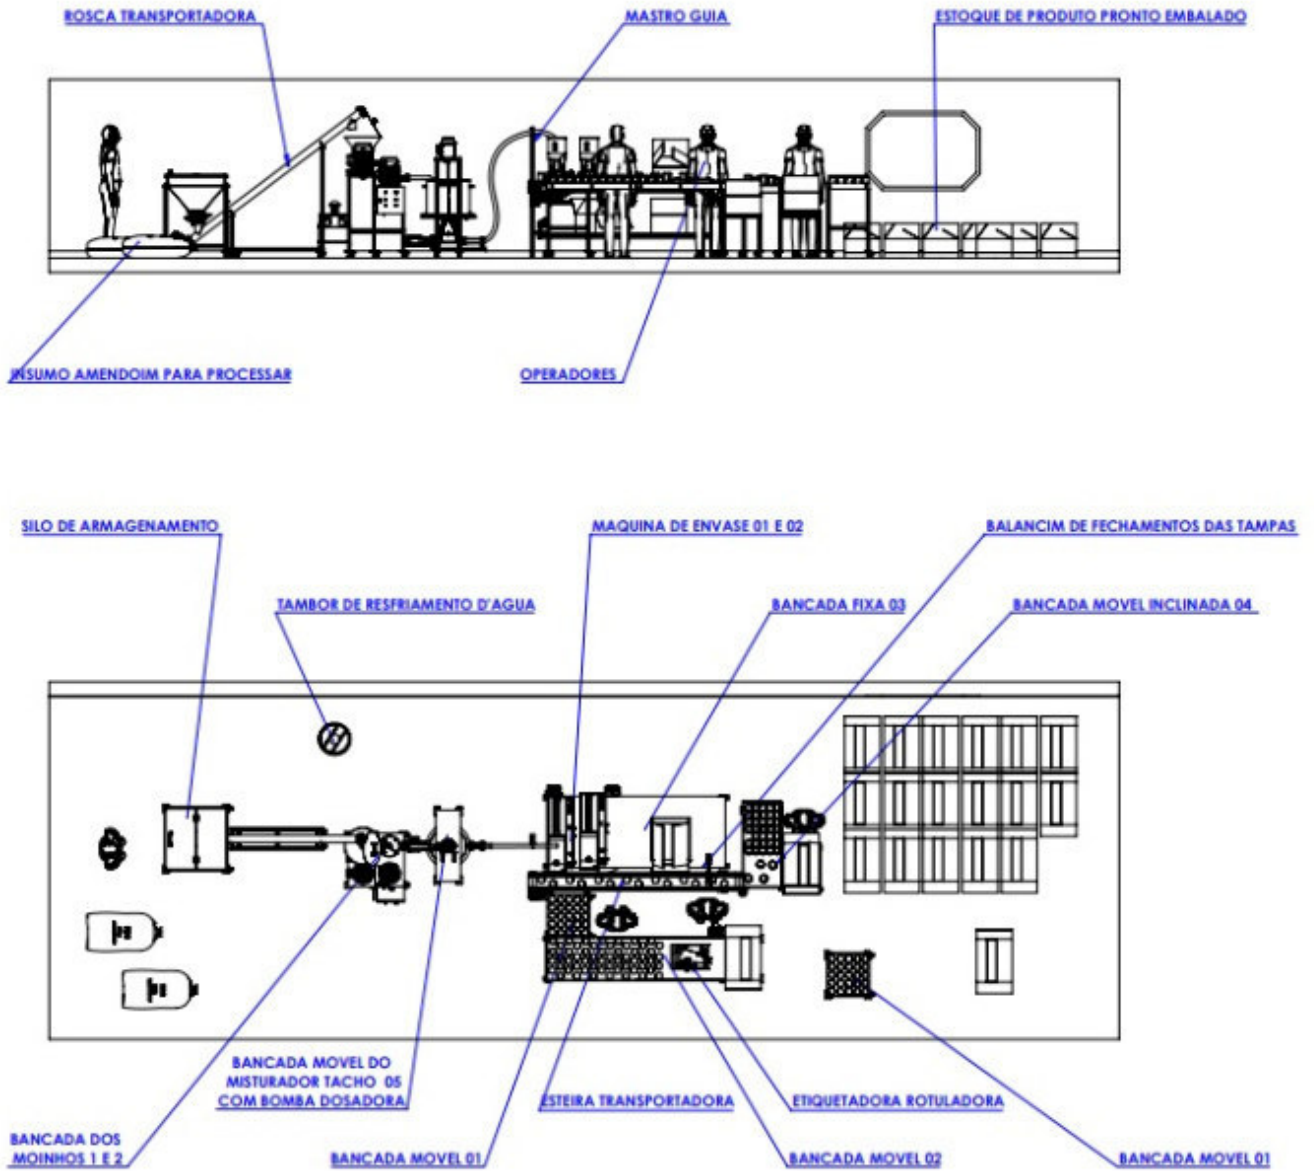 ROSCA TRANSPORTADORA
MASTRO GUIA
ESTOQUE DE PRODUTO PRONTO EMBALADO
INSUMO AMENDOIM PARA PROCESSAR
OPERADORES
SILO DE ARMAGENAMENTO
MAQUINA DE ENVASE 01 E 02
BALANCIM DE FECHAMENTOS DAS TAMPAS
TAMBOR DE RESFRIAMENTO D'AGUA
BANCADA FIXA 03
BANCADA MOVEL INCLINADA 04
BANCADA MOVEL DO
MISTURADOR TACHO 05
COM BOMBA DOSADORA
ESTEIRA TRANSPORTADORA
ETIQUETADORA ROTULADORA
BANCADA DOS
MOINHOS 1 E 2
BANCADA MOVEL 01
BANCADA MOVEL 02
BANCADA MOVEL 01